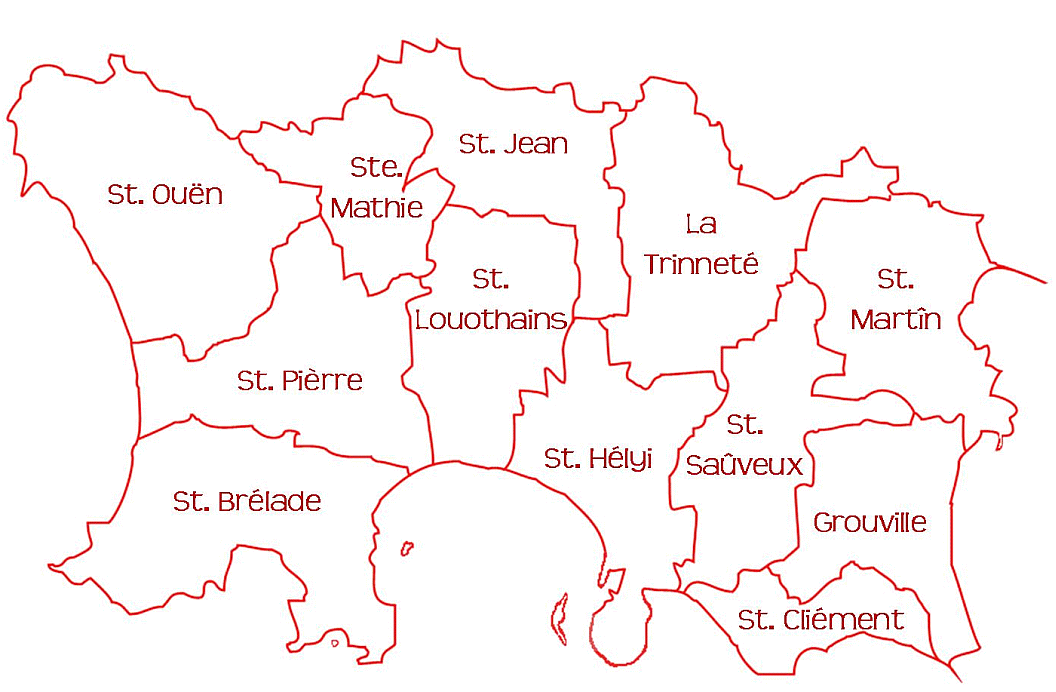 St. Jean
Ste.
Mathie
St. Ouën
La
Trinneté
St.
Louothains
St.
Martîn
St. Pièrre
St. Hélyi
St.
Saûveux
St. Brélade
Grouville
St. Cliément